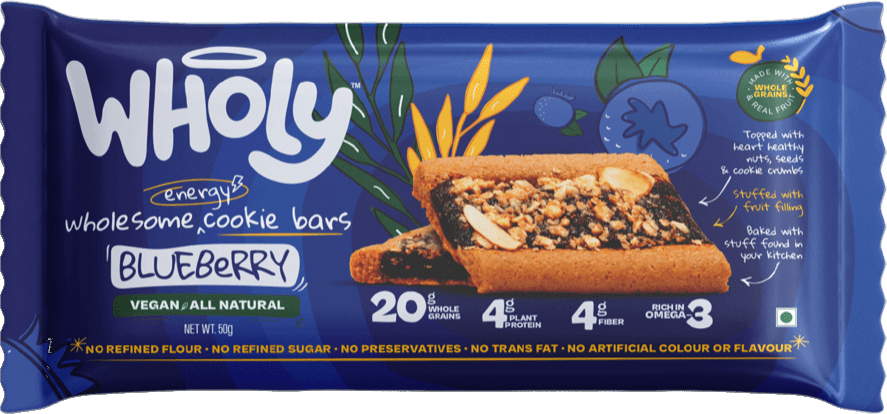 WHOLY™
energy
wholesome cookie bars
BLUEBERRY
VEGAN ALL NATURAL
NET WT. 50g
MADE WITH
WHOLE
GRAINS
& REAL FRUIT
Topped with
heart healthy
nuts, seeds
& cookie crumbs
Stuffed with
fruit filling
Baked with
stuff found in
your kitchen
20g WHOLE GRAINS
4g PLANT PROTEIN
4g FIBER
RICH IN OMEGA-3
*NO REFINED FLOUR • NO REFINED SUGAR • NO PRESERVATIVES • NO TRANS FAT • NO ARTIFICIAL COLOUR OR FLAVOUR*